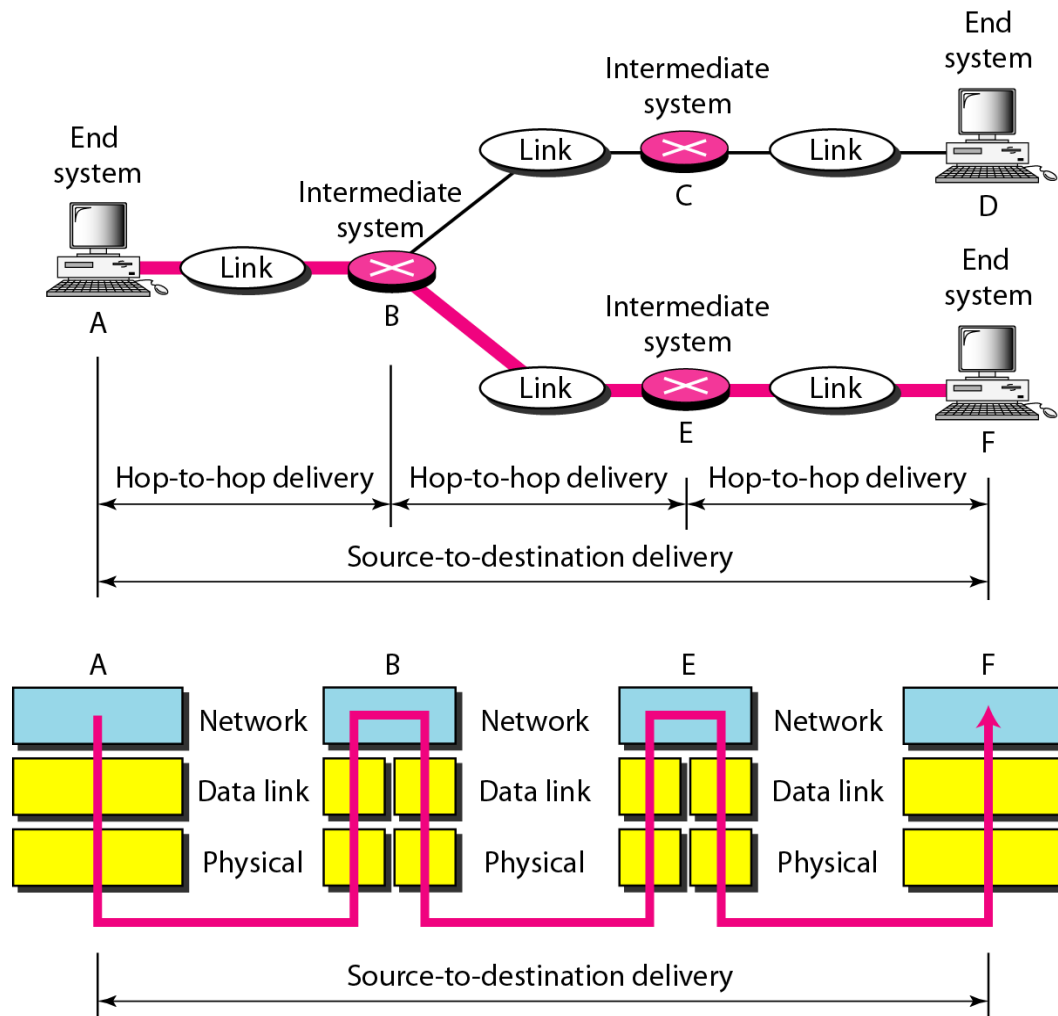 End
system
Intermediate
system
End
system
Link
Link
C
D
Intermediate
system
End
system
Link
A
B
Intermediate
system
Link
Link
E
F
Hop-to-hop delivery
Hop-to-hop delivery
Hop-to-hop delivery
Source-to-destination delivery
A
B
E
F
Network
Network
Network
Data link
Data link
Data link
Physical
Physical
Physical
Source-to-destination delivery